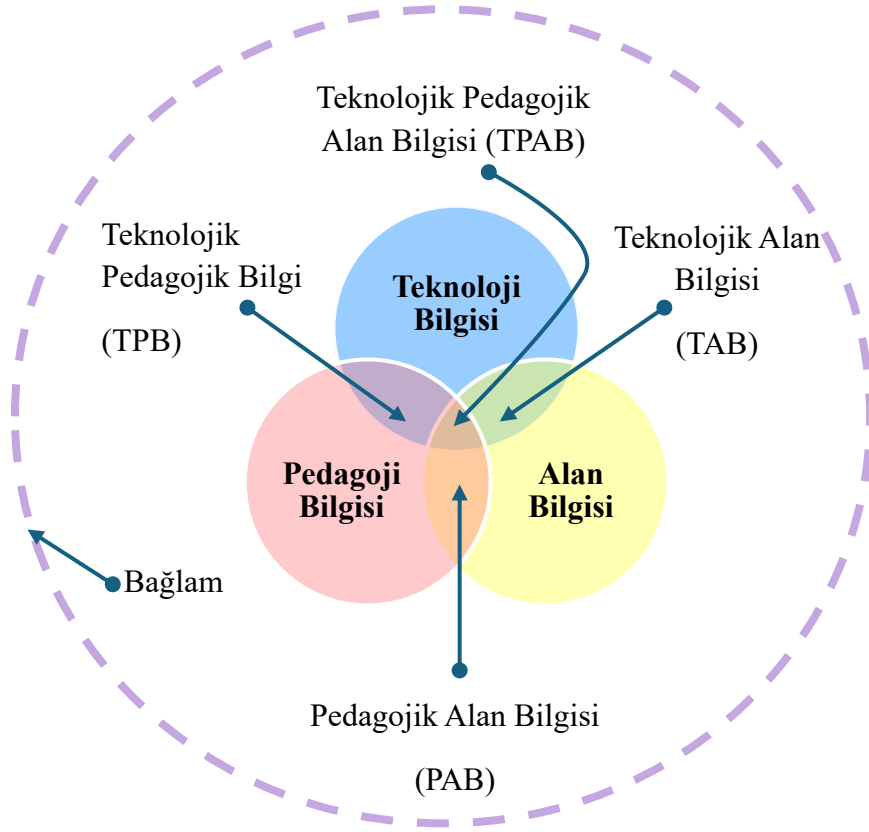 Teknolojik Pedagojik
Alan Bilgisi (TPAB)
Teknolojik
Pedagojik Bilgi
(TPB)
Teknolojik Alan
Bilgisi
(TAB)
Teknoloji
Bilgisi
Pedagoji
Bilgisi
Alan
Bilgisi
Bağlam
Pedagojik Alan Bilgisi
(PAB)